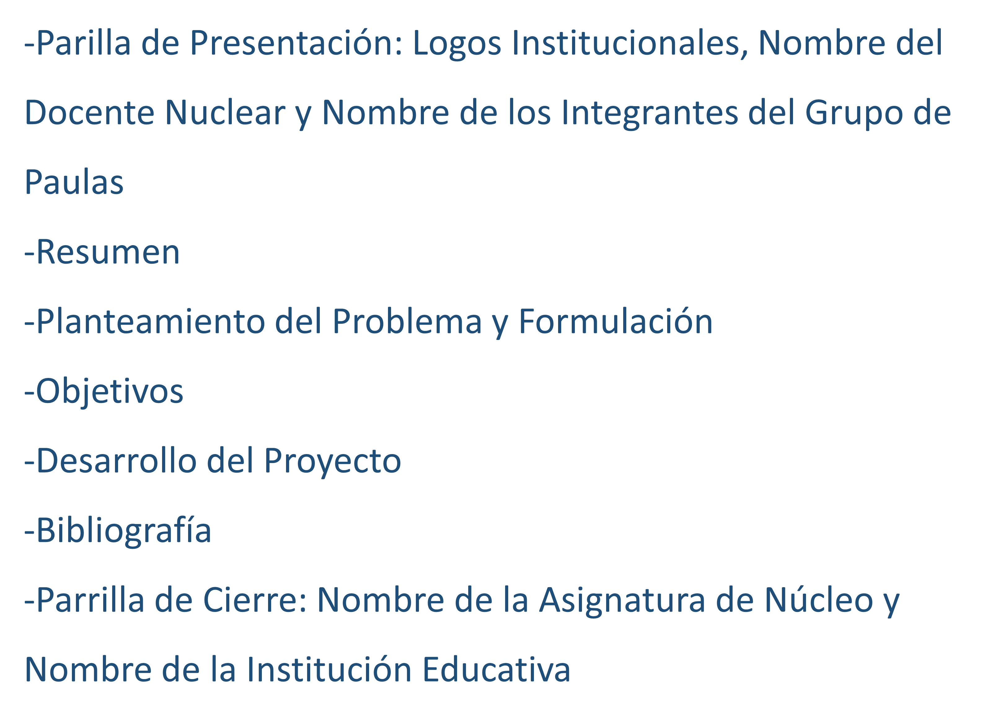 -Parilla de Presentación: Logos Institucionales, Nombre del
Docente Nuclear y Nombre de los Integrantes del Grupo de
Paulas
-Resumen
-Planteamiento del Problema y Formulación
-Objetivos
-Desarrollo del Proyecto
-Bibliografía
-Parrilla de Cierre: Nombre de la Asignatura de Núcleo y
Nombre de la Institución Educativa